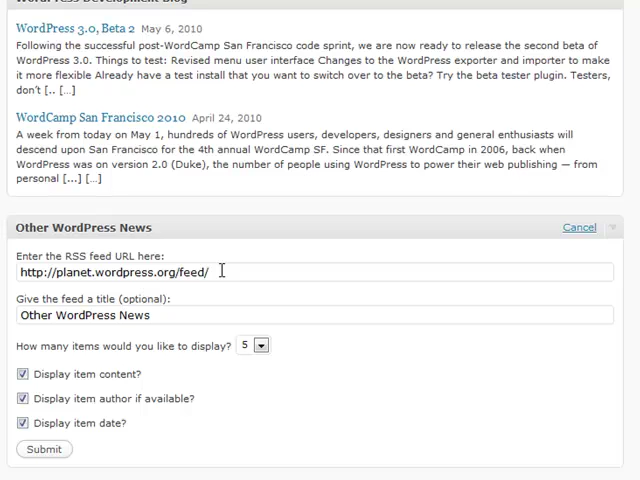 WordPress Development Blog
WordPress 3.0, Beta 2 May 6, 2010
Following the successful post-WordCamp San Francisco code sprint, we are now ready to release the second beta of
WordPress 3.0. Things to test: Revised menu user interface Changes to the WordPress exporter and importer to make
it more flexible Already have a test install that you want to switch over to the beta? Try the beta tester plugin. Testers,
don't [.. [...]
WordCamp San Francisco 2010 April 24, 2010
A week from today on May 1, hundreds of WordPress users, developers, designers and general enthusiasts will
descend upon San Francisco for the 4th annual WordCamp SF. Since that first WordCamp in 2006, back when
WordPress was on version 2.0 (Duke), the number of people using WordPress to power their web publishing — from
personal [...] [...]
Other WordPress News
Cancel
Enter the RSS feed URL here:
http://planet.wordpress.org/feed/
Give the feed a title (optional):
Other WordPress News
How many items would you like to display? 5
Display item content?
Display item author if available?
Display item date?
Submit